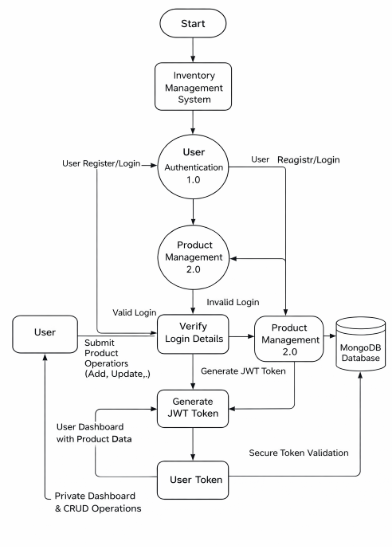 Start
Inventory
Management
System
User Register/Login
User
Authentication
1.0
User Reagistr/Login
Product
Management
2.0
Valid Login
Invalid Login
User
Submit
Product
Operatiors
(Add, Update,.)
Verify
Login Details
Product
Management
2.0
MongoDB
Database
Generate JWT Token
Generate
JWT Token
User Dashboard
with Product Data
Secure Token Validation
User Token
Private Dashboard
& CRUD Operations